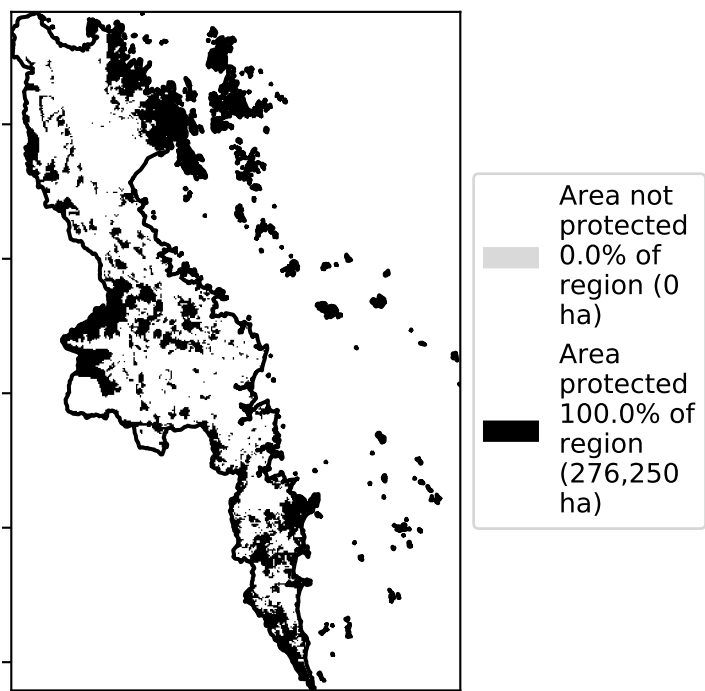 Area not
protected
0.0% of
region (0
ha)
Area
protected
100.0% of
region
(276,250
ha)